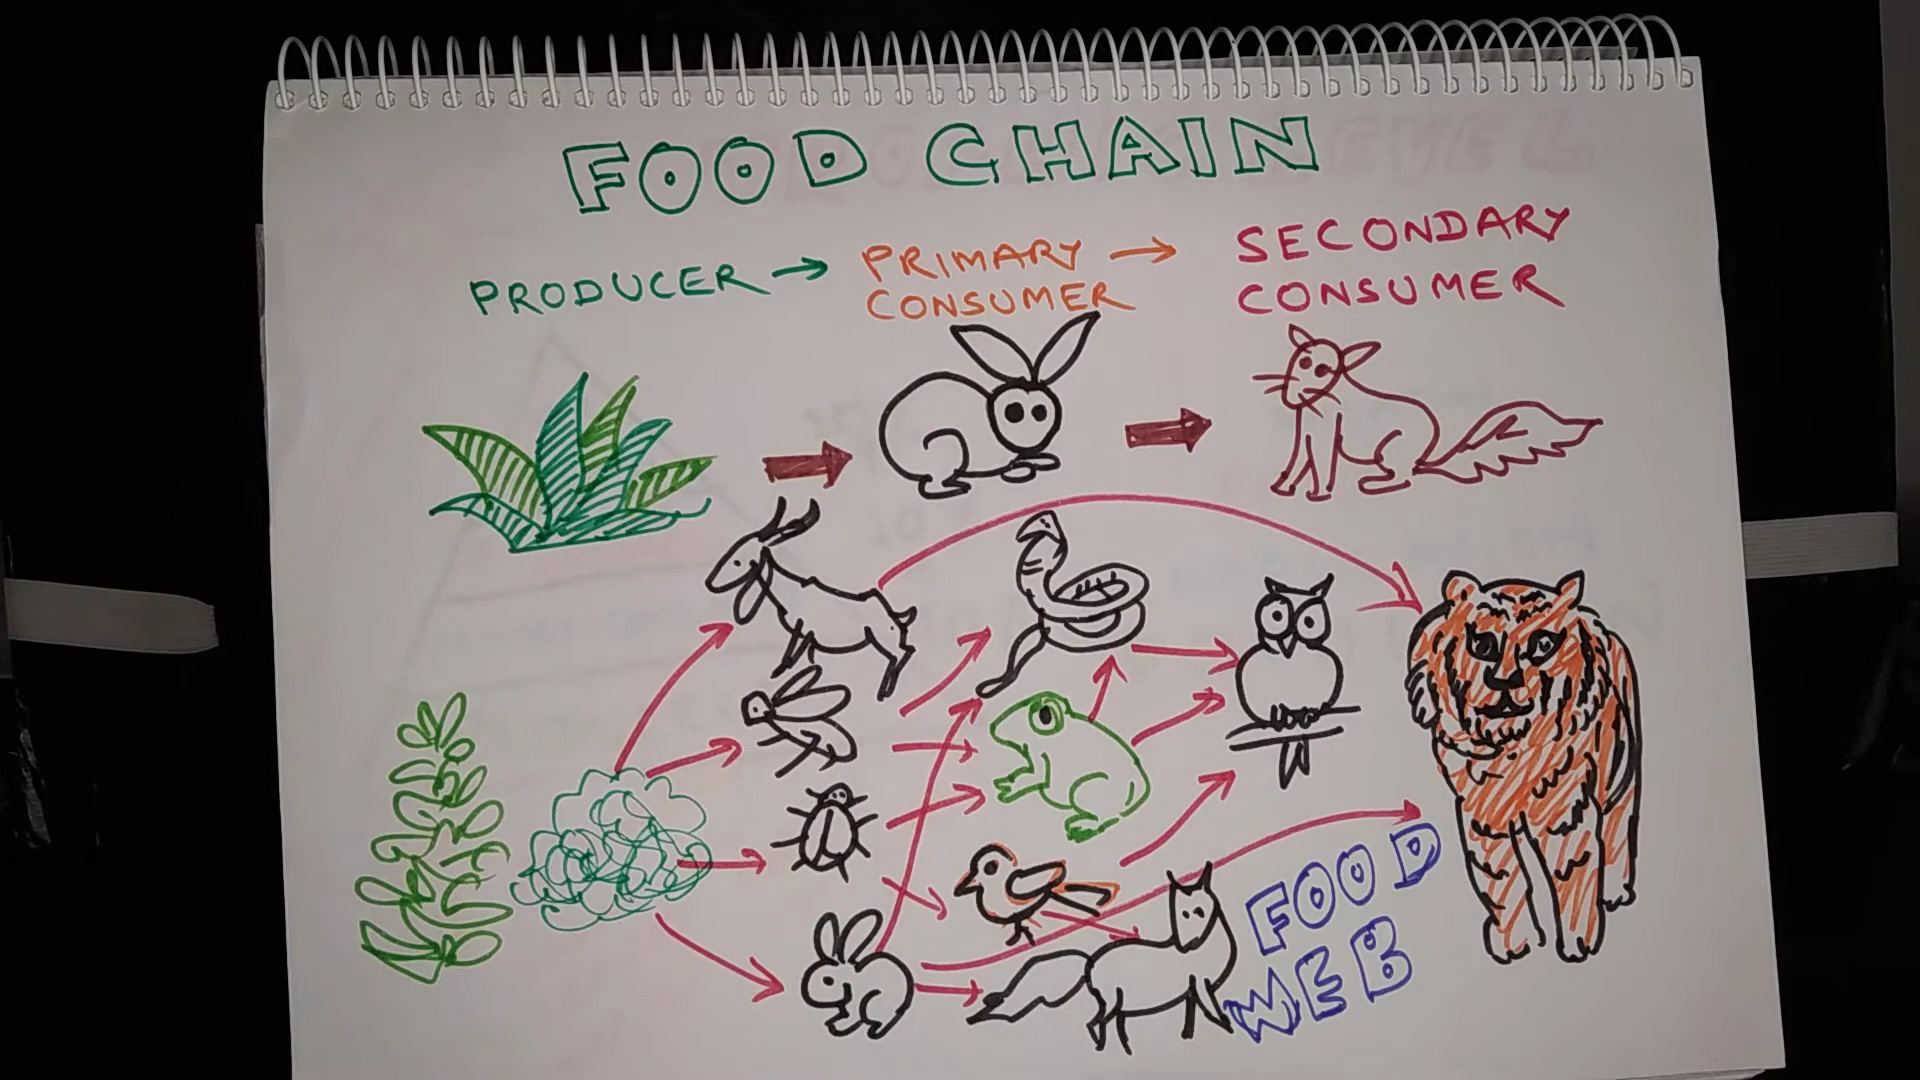 FOOD CHAIN
PRODUCER → PRIMARY CONSUMER → SECONDARY CONSUMER
FOOD
WEB